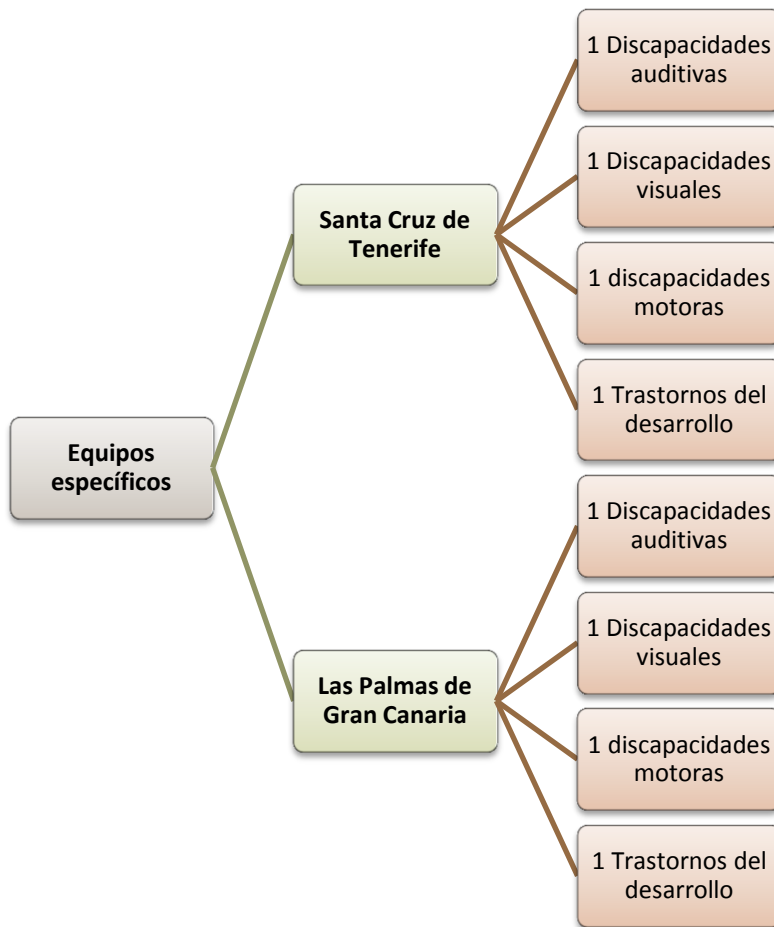 Equipos
específicos
Santa Cruz de
Tenerife
1 Discapacidades
auditivas
1 Discapacidades
visuales
1 discapacidades
motoras
1 Trastornos del
desarrollo
Las Palmas de
Gran Canaria
1 Discapacidades
auditivas
1 Discapacidades
visuales
1 discapacidades
motoras
1 Trastornos del
desarrollo